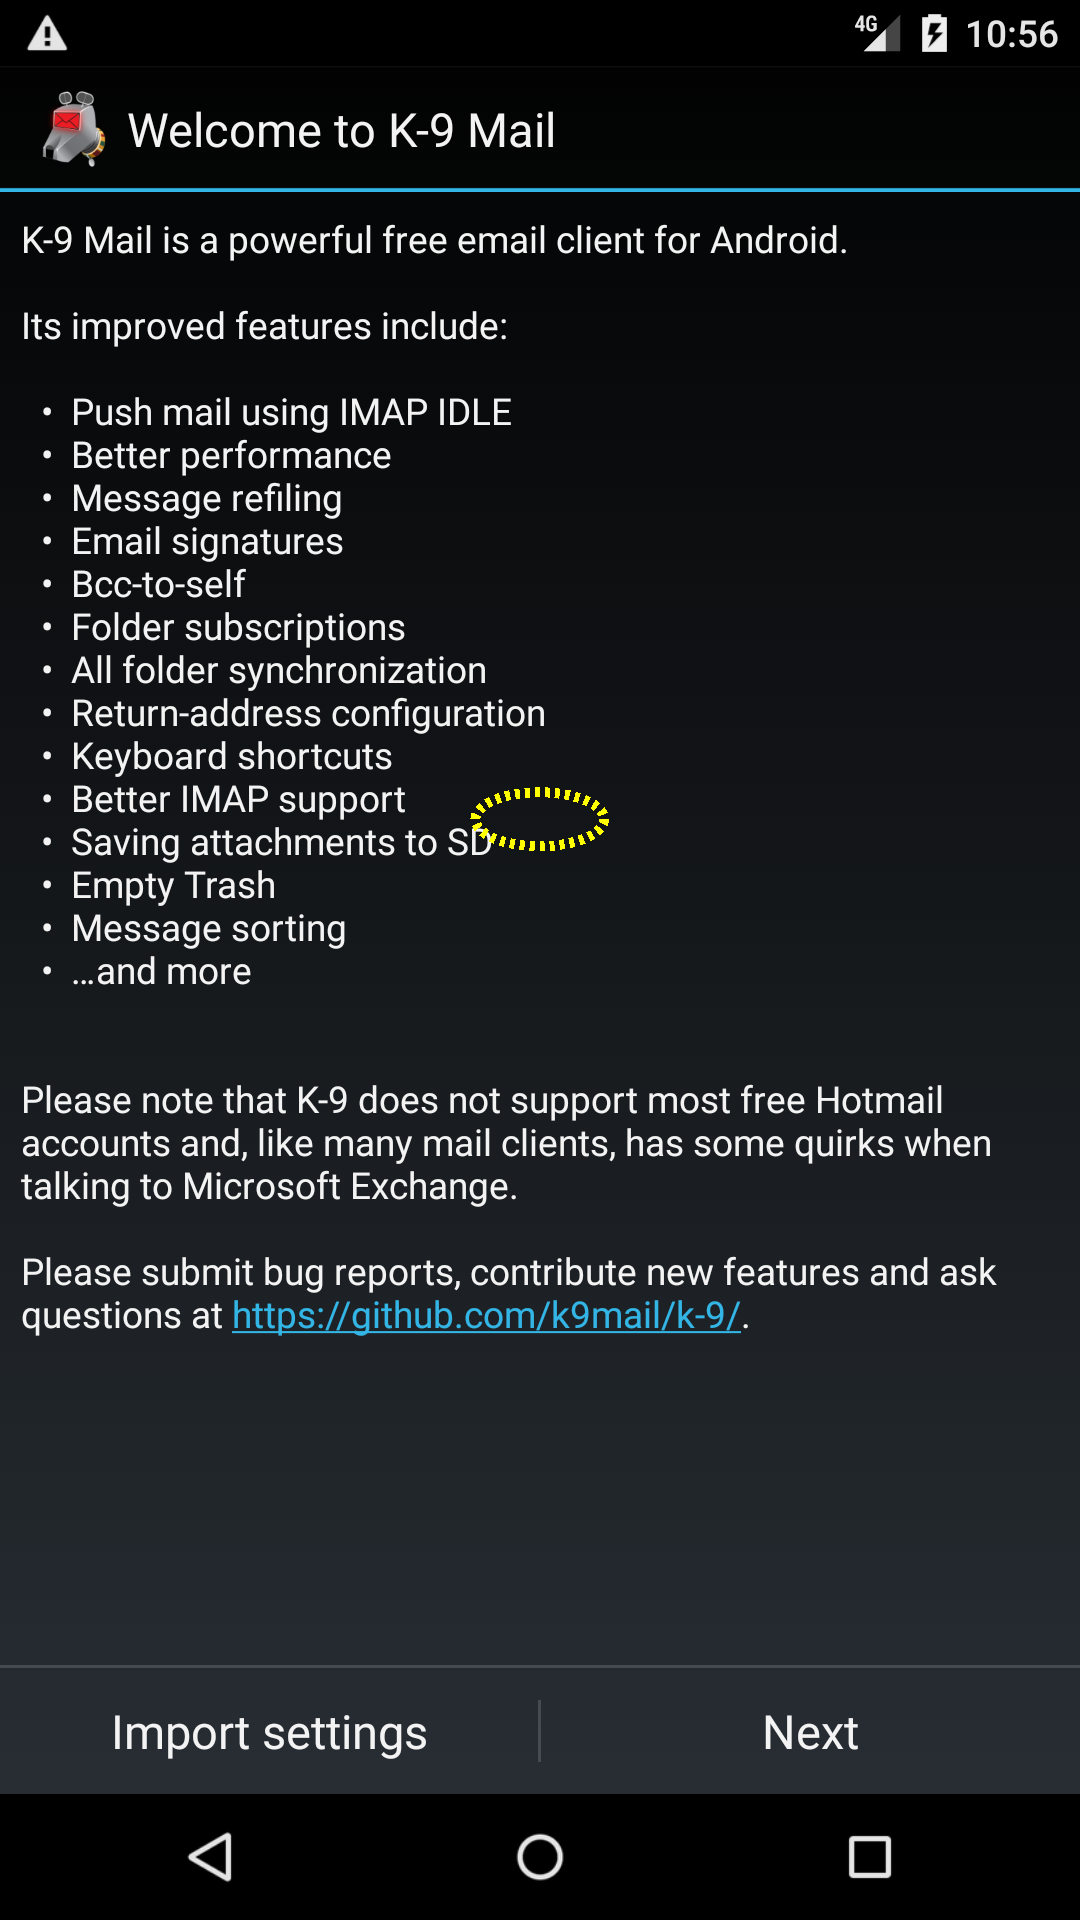 4G 10:56
Welcome to K-9 Mail
K-9 Mail is a powerful free email client for Android.
Its improved features include:
• Push mail using IMAP IDLE
• Better performance
• Message refiling
• Email signatures
• Bcc-to-self
• Folder subscriptions
• All folder synchronization
• Return-address configuration
• Keyboard shortcuts
• Better IMAP support
• Saving attachments to SD
• Empty Trash
• Message sorting
• …and more
Please note that K-9 does not support most free Hotmail
accounts and, like many mail clients, has some quirks when
talking to Microsoft Exchange.
Please submit bug reports, contribute new features and ask
questions at https://github.com/k9mail/k-9/.
Import settings Next